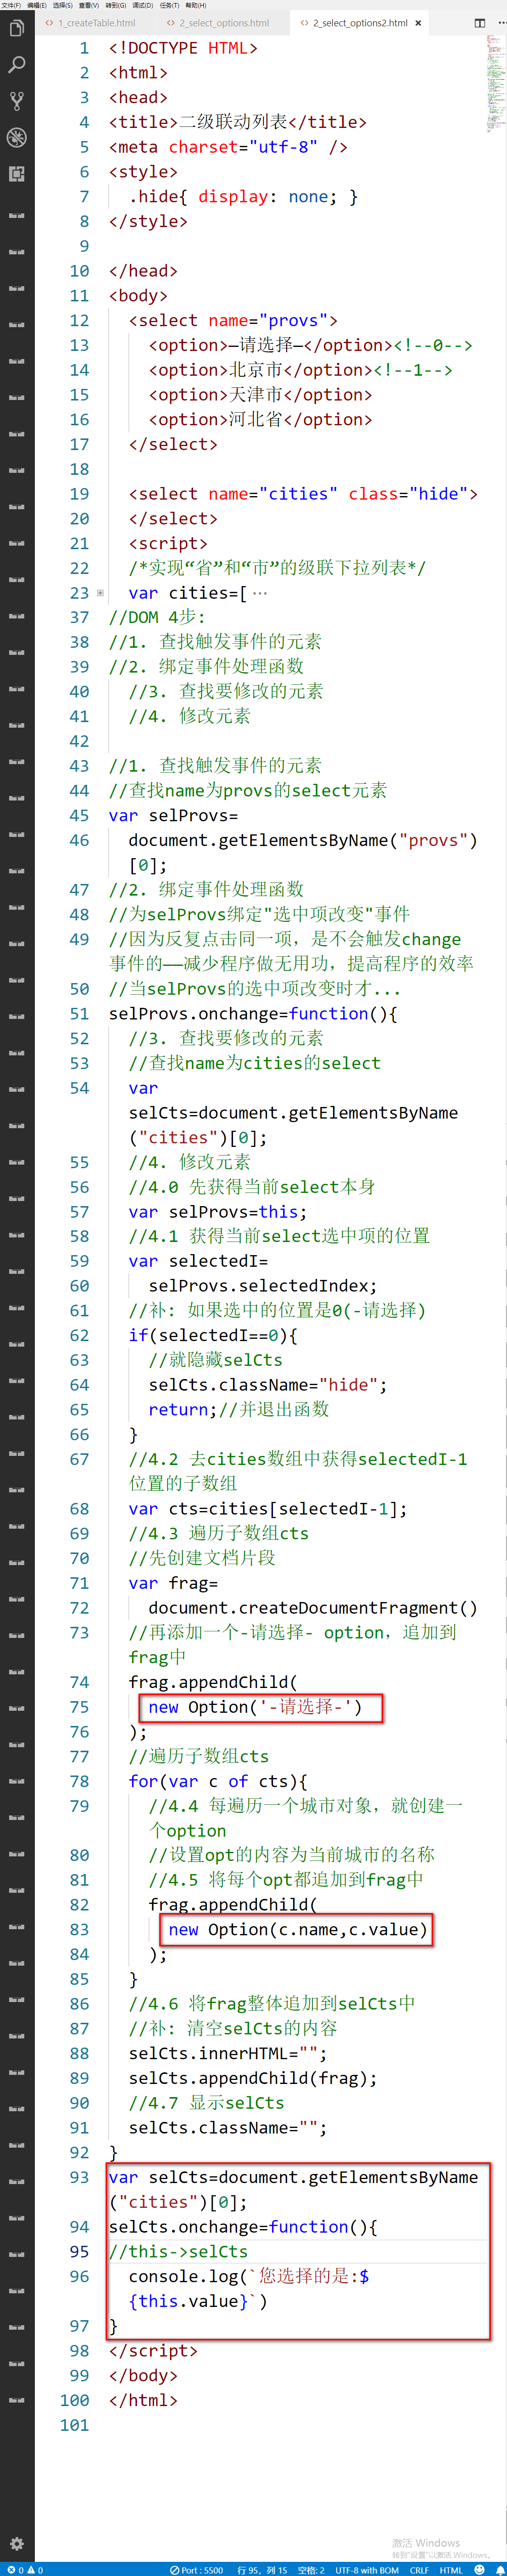 文件(F) 编辑(E) 选择(S) 查看(V) 转到(G) 调试(D) 任务(T) 帮助(H)
<> 1_createTable.html <> 2_select_options.html <> 2_select_options2.html ×
1 <!DOCTYPE HTML>
2 <html>
3 <head>
4 <title>二级联动列表</title>
5 <meta charset="utf-8" />
6 <style>
7 .hide{ display: none; }
8 </style>
9
10 </head>
11 <body>
12 <select name="provs">
13 <option>—请选择—</option><!--0-->
14 <option>北京市</option><!--1-->
15 <option>天津市</option>
16 <option>河北省</option>
17 </select>
18
19 <select name="cities" class="hide">
20 </select>
21 <script>
22 /*实现“省”和“市”的级联下拉列表*/
23 var cities=[ ···
37 //DOM 4步:
38 //1. 查找触发事件的元素
39 //2. 绑定事件处理函数
40 //3. 查找要修改的元素
41 //4. 修改元素
42
43 //1. 查找触发事件的元素
44 //查找name为provs的select元素
45 var selProvs=
46 document.getElementsByName("provs")
[0];
47 //2. 绑定事件处理函数
48 //为selProvs绑定"选中项改变"事件
49 //因为反复点击同一项，是不会触发change
事件的——减少程序做无用功，提高程序的效率
50 //当selProvs的选中项改变时才...
51 selProvs.onchange=function(){
52 //3. 查找要修改的元素
53 //查找name为cities的select
54 var
selCts=document.getElementsByName
("cities")[0];
55 //4. 修改元素
56 //4.0 先获得当前select本身
57 var selProvs=this;
58 //4.1 获得当前select选中项的位置
59 var selectedI=
60 selProvs.selectedIndex;
61 //补: 如果选中的位置是0(-请选择)
62 if(selectedI==0){
63 //就隐藏selCts
64 selCts.className="hide";
65 return;//并退出函数
66 }
67 //4.2 去cities数组中获得selectedI-1
位置的子数组
68 var cts=cities[selectedI-1];
69 //4.3 遍历子数组cts
70 //先创建文档片段
71 var frag=
72 document.createDocumentFragment()
73 //再添加一个-请选择- option，追加到
frag中
74 frag.appendChild(
75 new Option('-请选择-')
76 );
77 //遍历子数组cts
78 for(var c of cts){
79 //4.4 每遍历一个城市对象，就创建一
个option
80 //设置opt的内容为当前城市的名称
81 //4.5 将每个opt都追加到frag中
82 frag.appendChild(
83 new Option(c.name,c.value)
84 );
85 }
86 //4.6 将frag整体追加到selCts中
87 //补: 清空selCts的内容
88 selCts.innerHTML="";
89 selCts.appendChild(frag);
90 //4.7 显示selCts
91 selCts.className="";
92 }
93 var selCts=document.getElementsByName
("cities")[0];
94 selCts.onchange=function(){
95 //this->selCts
96 console.log(`您选择的是:$
{this.value}`)
97 }
98 </script>
99 </body>
100 </html>
101
激活 Windows
转到"设置"以激活 Windows。
0 0 Port : 5500 行 95，列 15 空格: 2 UTF-8 with BOM CRLF HTML